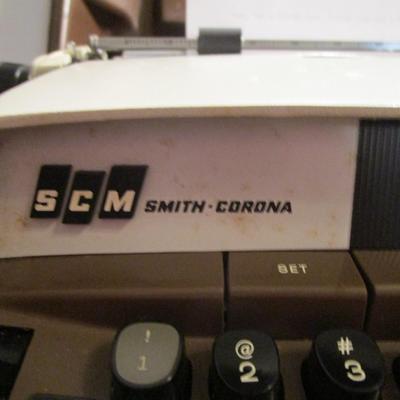 SCM SMITH·CORONA
SET
! @ #
1 2 3